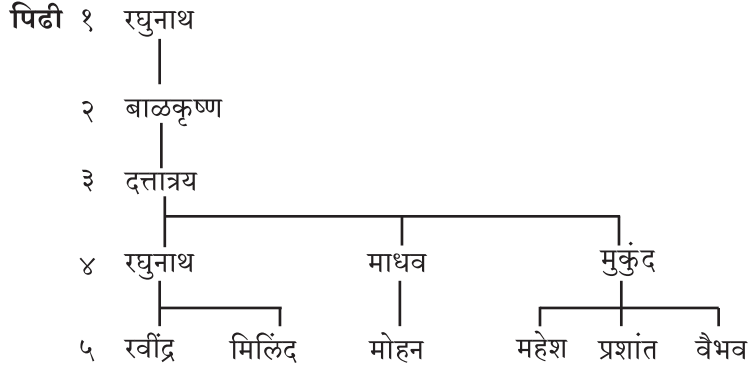 पिढी १ रघुनाथ
२ बाळकृष्ण
३ दत्तात्रय
४ रघुनाथ माधव मुकुंद
५ रवींद्र मिलिंद मोहन महेश प्रशांत वैभव